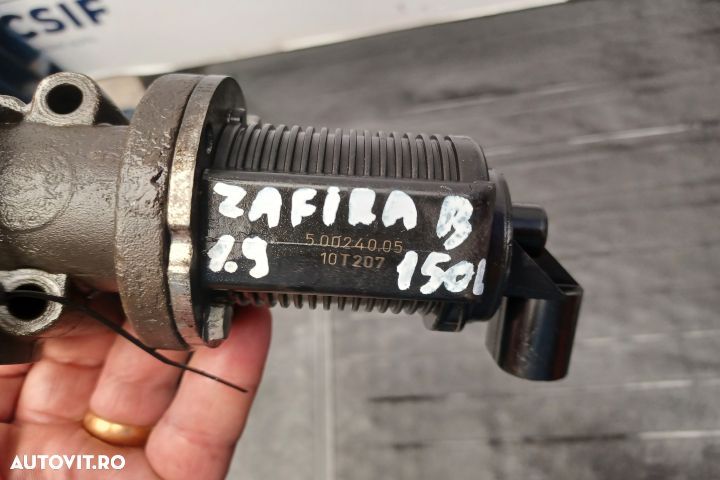 CSIF
ZAFIRA B
5.00240.05
1.9 10T207 150l
AUTOVIT.RO